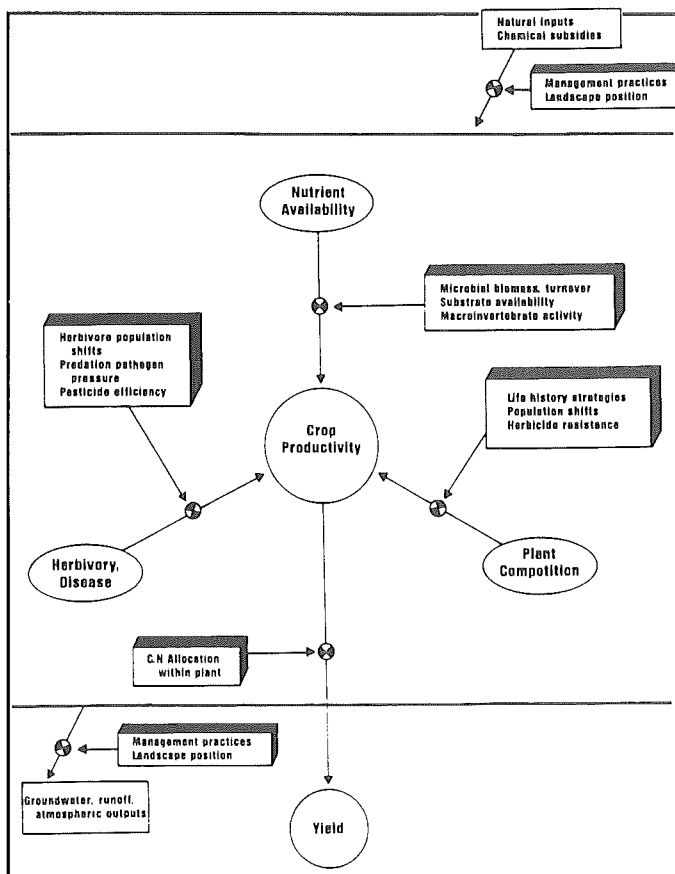 Natural inputs
Chemical subsidies
Management practices
Landscape position
Nutrient
Availability
Microbial biomass, turnover
Substrate availability
Macroinvertebrate activity
Herbivore population
shifts
Predation pathogen
pressure
Pesticide efficiency
Life history strategies
Population shifts
Herbicide resistance
Crop
Productivity
Herbivory,
Disease
Plant
Compotition
C.N Allocation
within plant
Management practices
Landscape position
Groundwater, runoff,
atmospheric outputs
Yield